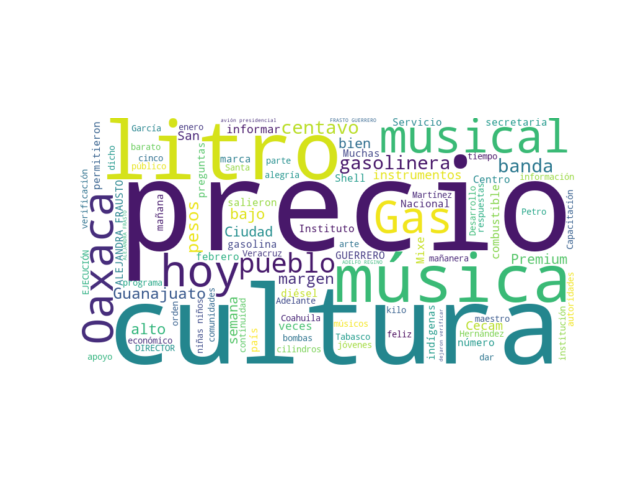 avión presidencial
FRASTO GUERRERO
García
enero
San
informar
centavo
Servicio
secretaria
litro
musical
permitieron
barato
dicho
cinco
público
preguntas
marca
Santa
parte
alegría
bien
Muchas
gasolinera
Shell
instrumentos
tiempo
banda
Centro
información
verificación
ALEJANDRA FRAUSTO
precio
mañana
pesos
salieron
bajo
Instituto
Nacional
Martínez
Gas
Desarrollo
respuestas
combustible
Petro
Capacitación
Oaxaca
Ciudad
gasolina
Veracruz
arte
GUERRERO
ADELFO REGINO
Mixe
mañanera
Premium
hoy
febrero
pueblo
margen
música
EJECUCIÓN
programa
Guanajuato
diésel
Adelante
cultura
orden
niñas niños
comunidades
semana
continuidad
país
veces
bombas
cilindros
Coahuila
Tabasco
músicos
jóvenes
kilo
feliz
indígenas
dejaron verificar
Cecam
Hernández
número
maestro
dar
institución
autoridades
alto
económico
apoyo
DIRECTOR